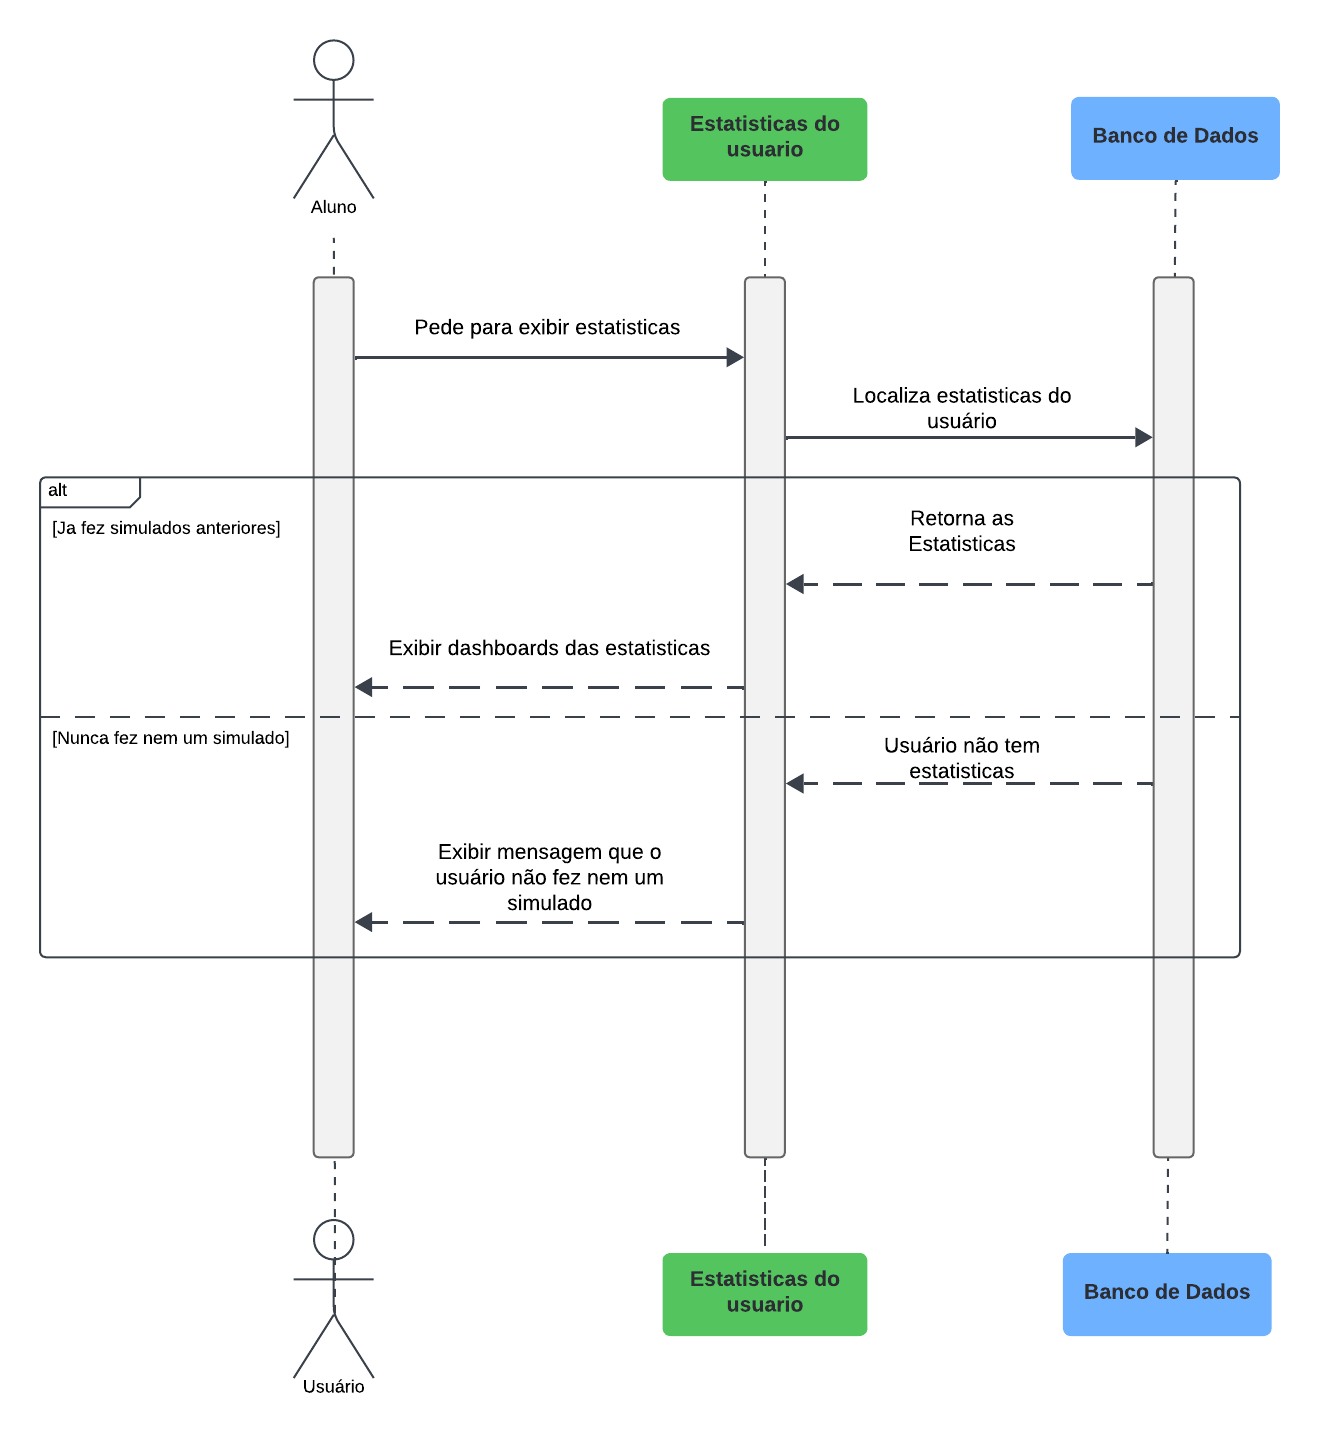 Aluno
Estatisticas do
usuario
Banco de Dados
Pede para exibir estatisticas
Localiza estatisticas do
usuário
alt
[Ja fez simulados anteriores]
Retorna as
Estatisticas
Exibir dashboards das estatisticas
[Nunca fez nem um simulado]
Usuário não tem
estatisticas
Exibir mensagem que o
usuário não fez nem um
simulado
Estatisticas do
usuario
Banco de Dados
Usuário